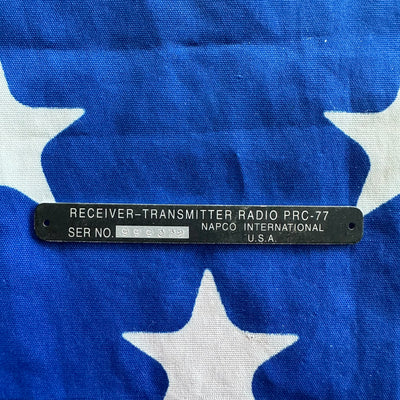 RECEIVER-TRANSMITTER RADIO PRC-77
SER NO.
NAPCO INTERNATIONAL
U.S.A.